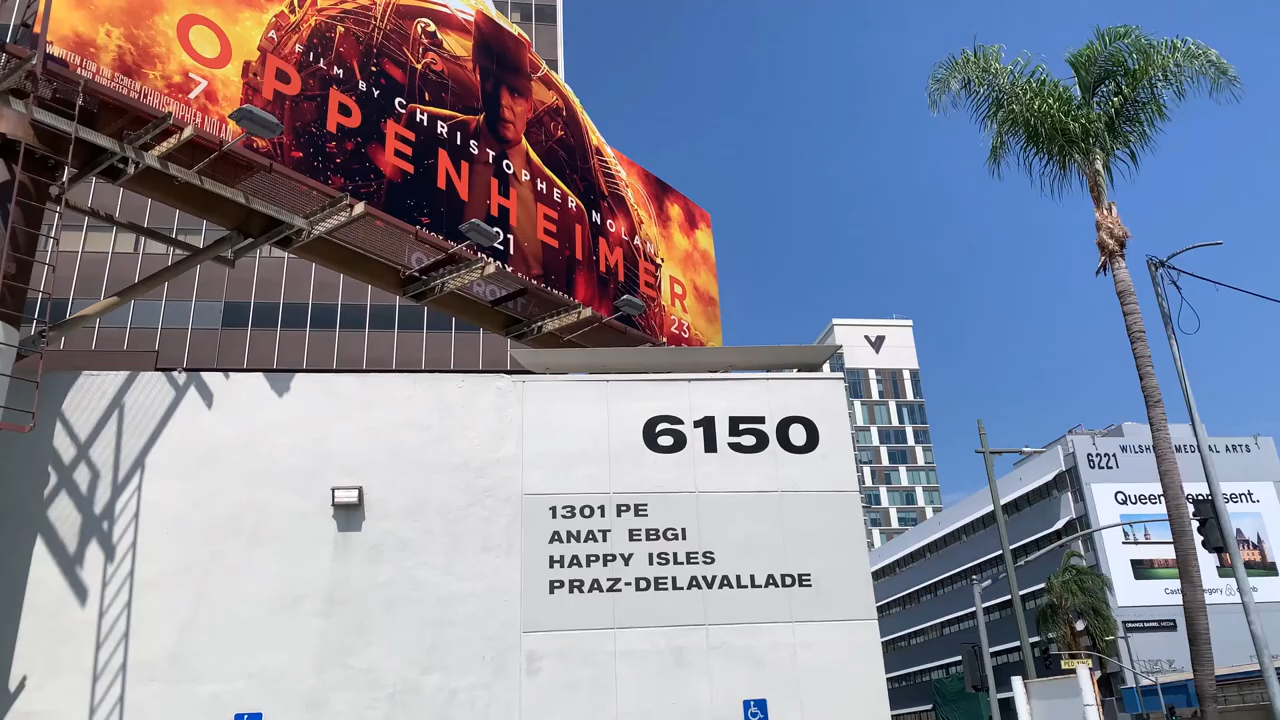 WRITTEN FOR THE SCREEN
AND DIRECTED BY CHRISTOPHER NOLAN
A FILM BY CHRISTOPHER NOLAN
OPPENHEIMER
7
21
23
6150
1301 PE
ANAT EBGI
HAPPY ISLES
PRAZ-DELAVALLADE
6221
WILSHIRE MEDICAL ARTS
ORANGE BARREL MEDIA
PED XING